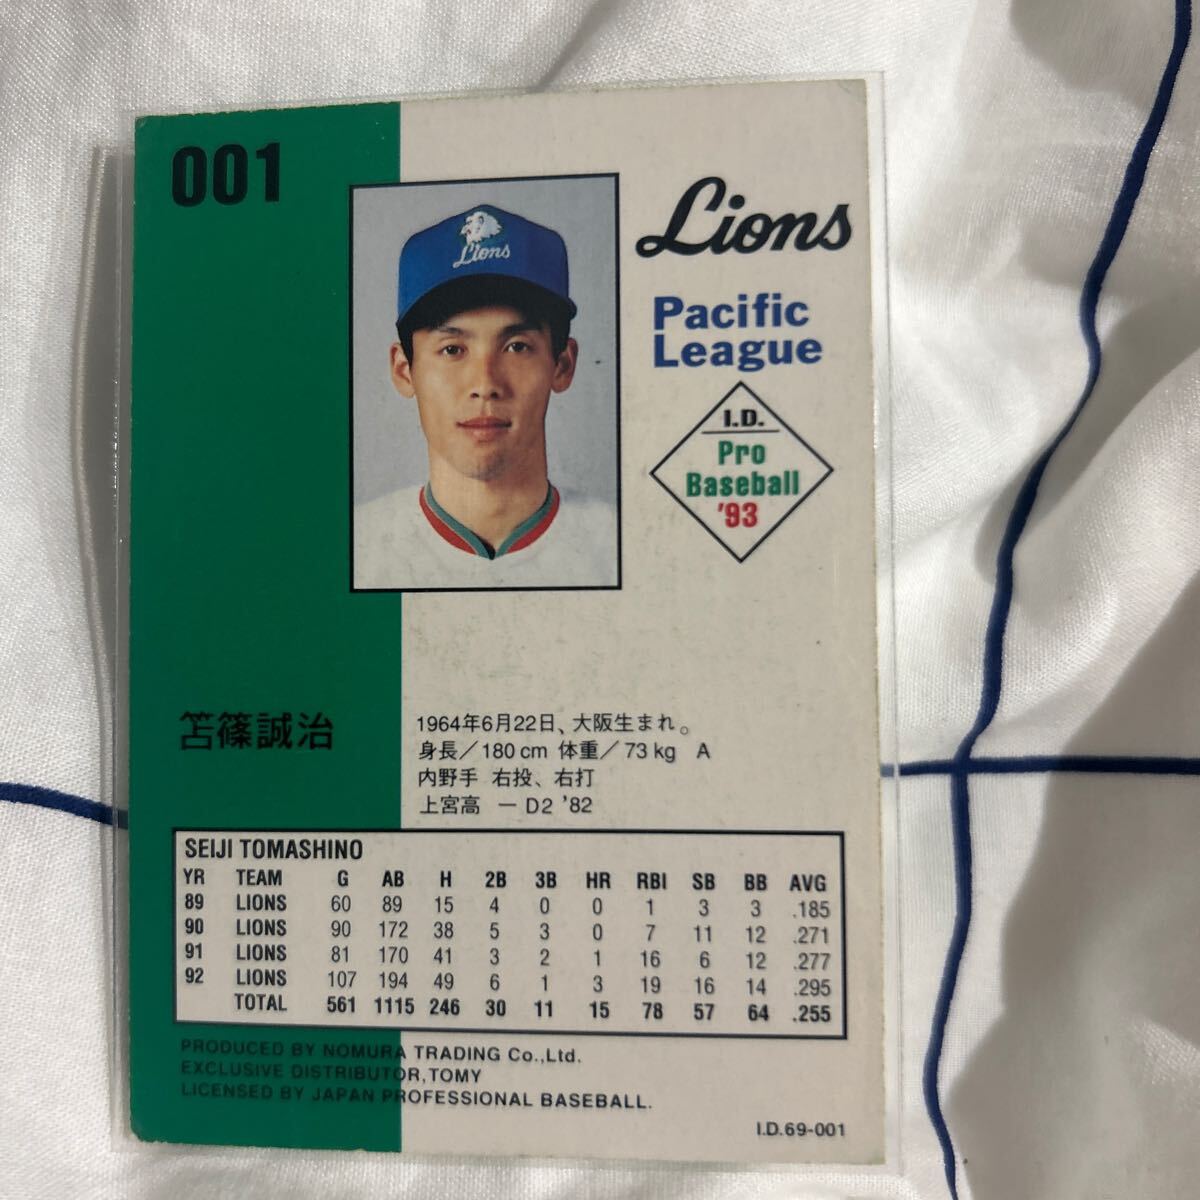 001
Lions
Lions
Pacific
League
I.D.
Pro
Baseball
'93
笘篠誠治
1964年6月22日、大阪生まれ。
身長／180cm 体重／73kg A
内野手 右投、右打
上宮高 ― D2 '82
SEIJI TOMASHINO
YR TEAM G AB H 2B 3B HR RBI SB BB AVG
89 LIONS 60 89 15 4 0 0 1 3 3 .185
90 LIONS 90 172 38 5 3 0 7 11 12 .271
91 LIONS 81 170 41 3 2 1 16 6 12 .277
92 LIONS 107 194 49 6 1 3 19 16 14 .295
TOTAL 561 1115 246 30 11 15 78 57 64 .255
PRODUCED BY NOMURA TRADING Co.,Ltd.
EXCLUSIVE DISTRIBUTOR,TOMY
LICENSED BY JAPAN PROFESSIONAL BASEBALL.
I.D.69-001